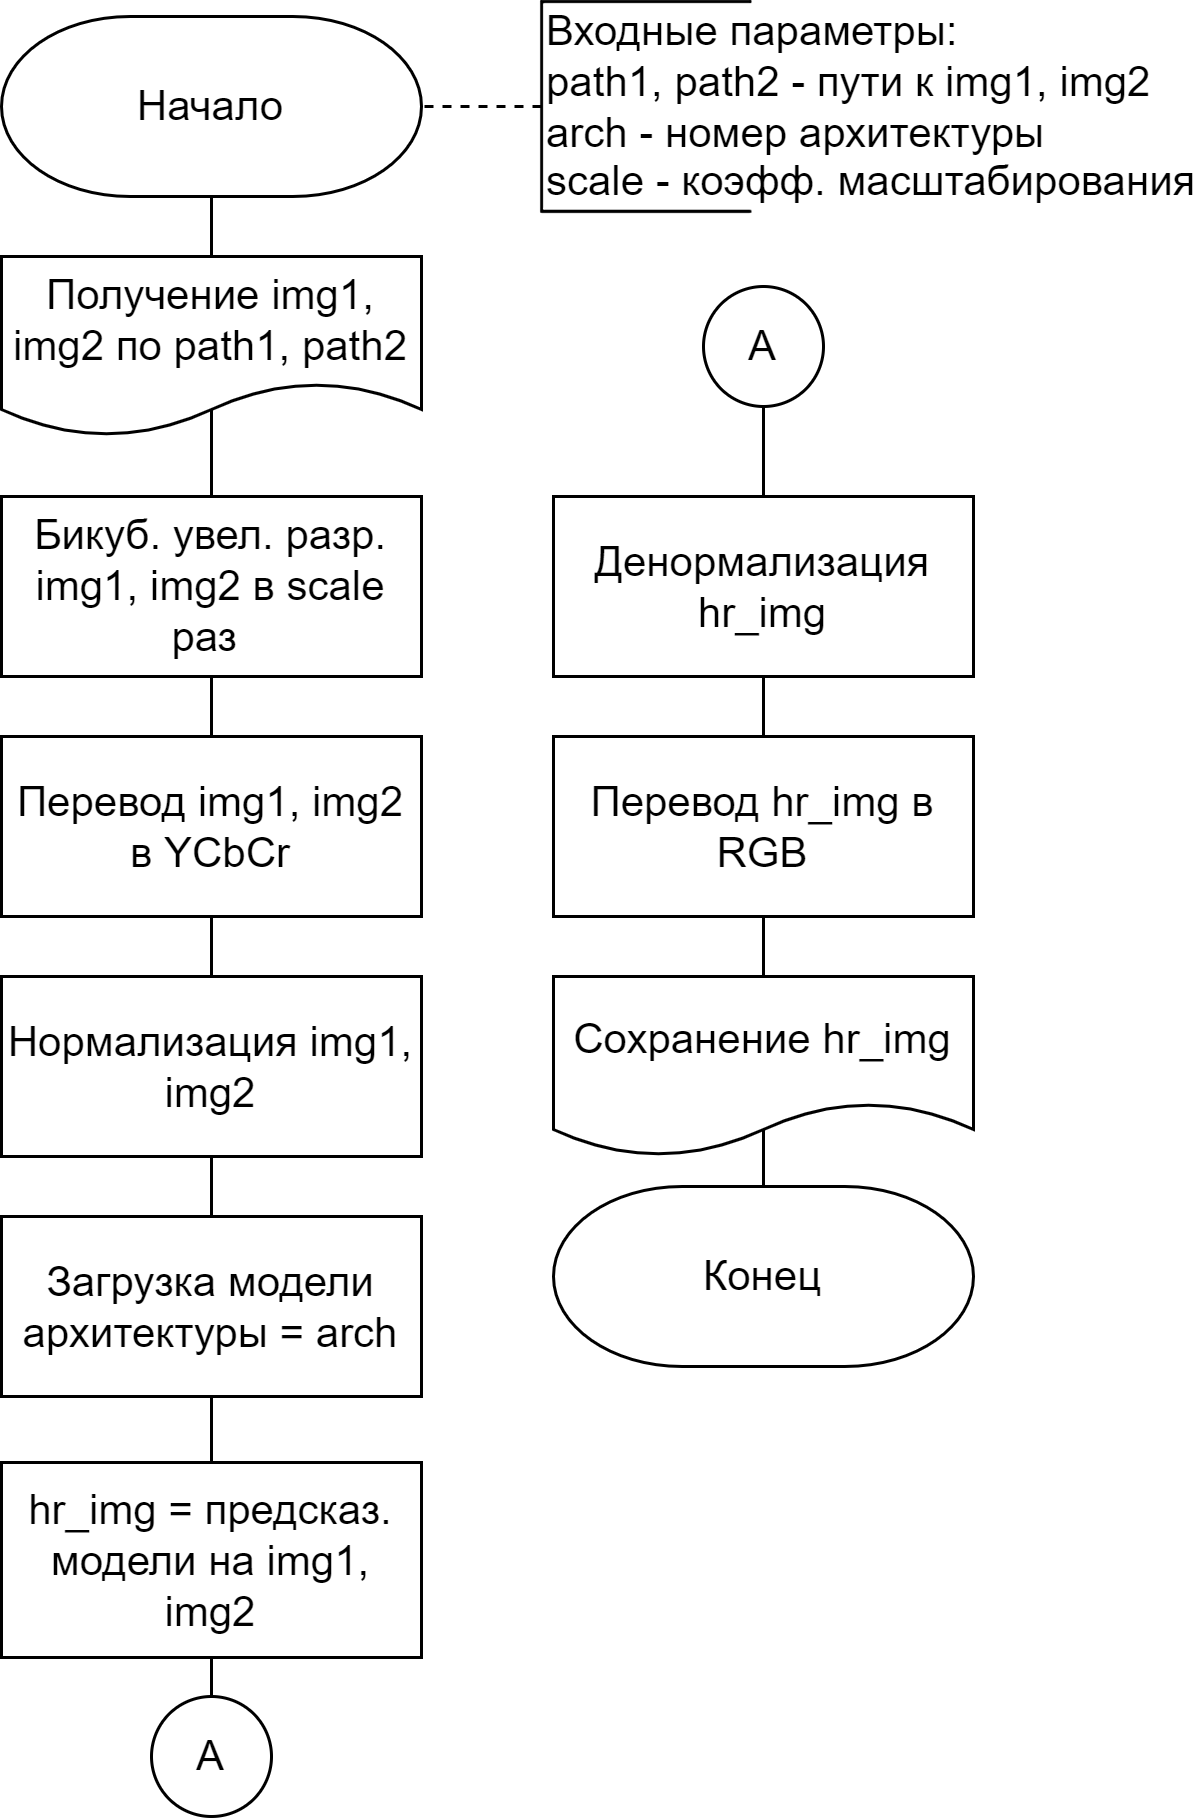 Начало
Входные параметры:
path1, path2 - пути к img1, img2
arch - номер архитектуры
scale - коэфф. масштабирования
Получение img1,
img2 по path1, path2
Бикуб. увел. разр.
img1, img2 в scale
раз
Перевод img1, img2
в YCbCr
Нормализация img1,
img2
Загрузка модели
архитектуры = arch
hr_img = предсказ.
модели на img1,
img2
A
A
Денормализация
hr_img
Перевод hr_img в
RGB
Сохранение hr_img
Конец